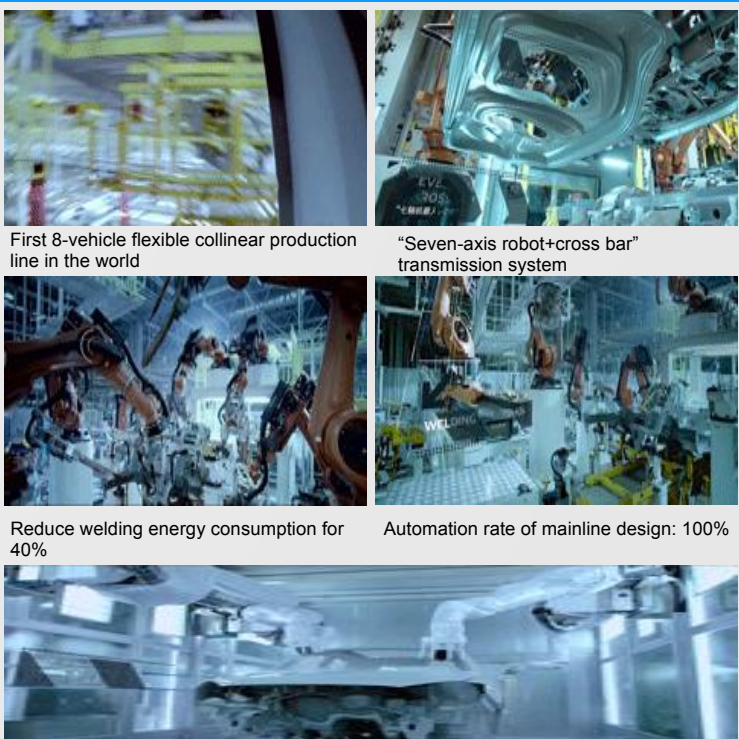 First 8-vehicle flexible collinear production
line in the world
“Seven-axis robot+cross bar”
transmission system
Reduce welding energy consumption for
40%
Automation rate of mainline design: 100%
WELDING